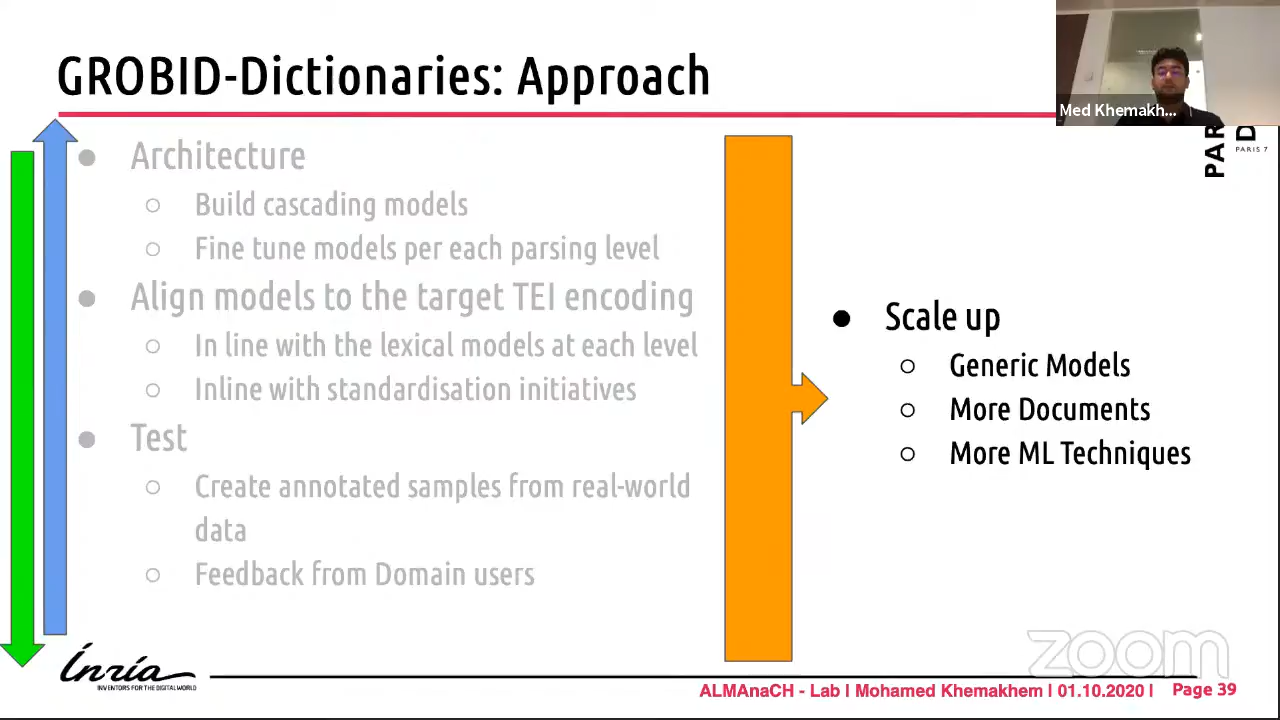 GROBID-Dictionaries: Approach
Med Khemakh...
PAR
D
PARIS 7
● Architecture
○ Build cascading models
○ Fine tune models per each parsing level
● Align models to the target TEI encoding
○ In line with the lexical models at each level
○ Inline with standardisation initiatives
● Test
○ Create annotated samples from real-world
data
○ Feedback from Domain users
● Scale up
○ Generic Models
○ More Documents
○ More ML Techniques
zoom
Inria
INVENTORS FOR THE DIGITAL WORLD
ALMAnaCH - Lab I Mohamed Khemakhem I 01.10.2020 I Page 39